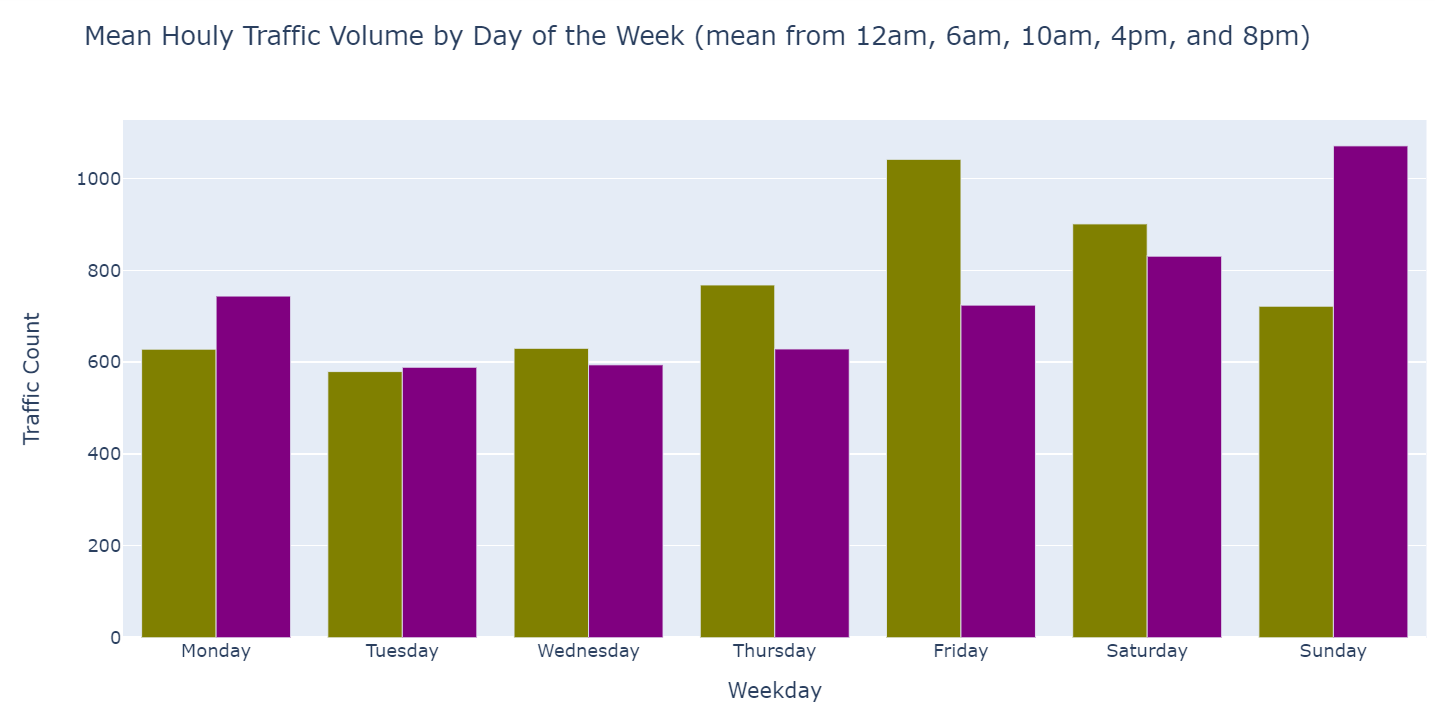 Mean Houly Traffic Volume by Day of the Week (mean from 12am, 6am, 10am, 4pm, and 8pm)
1000
800
600
400
200
0
Traffic Count
Monday Tuesday Wednesday Thursday Friday Saturday Sunday
Weekday